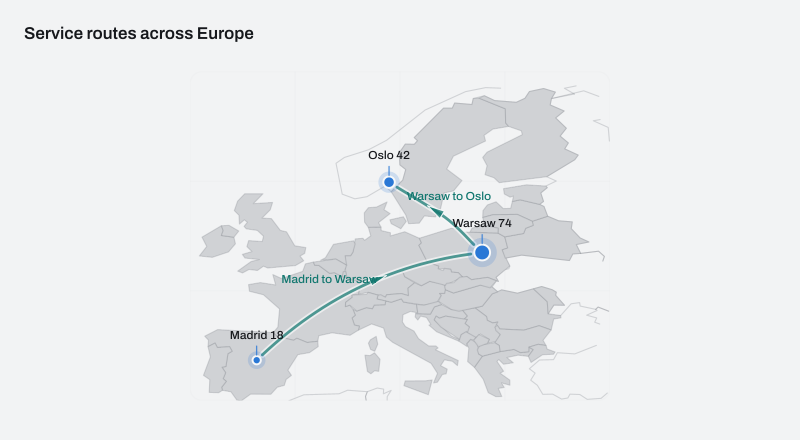 Service routes across Europe
Oslo 42
Warsaw to Oslo
Warsaw 74
Madrid to Warsaw
Madrid 18